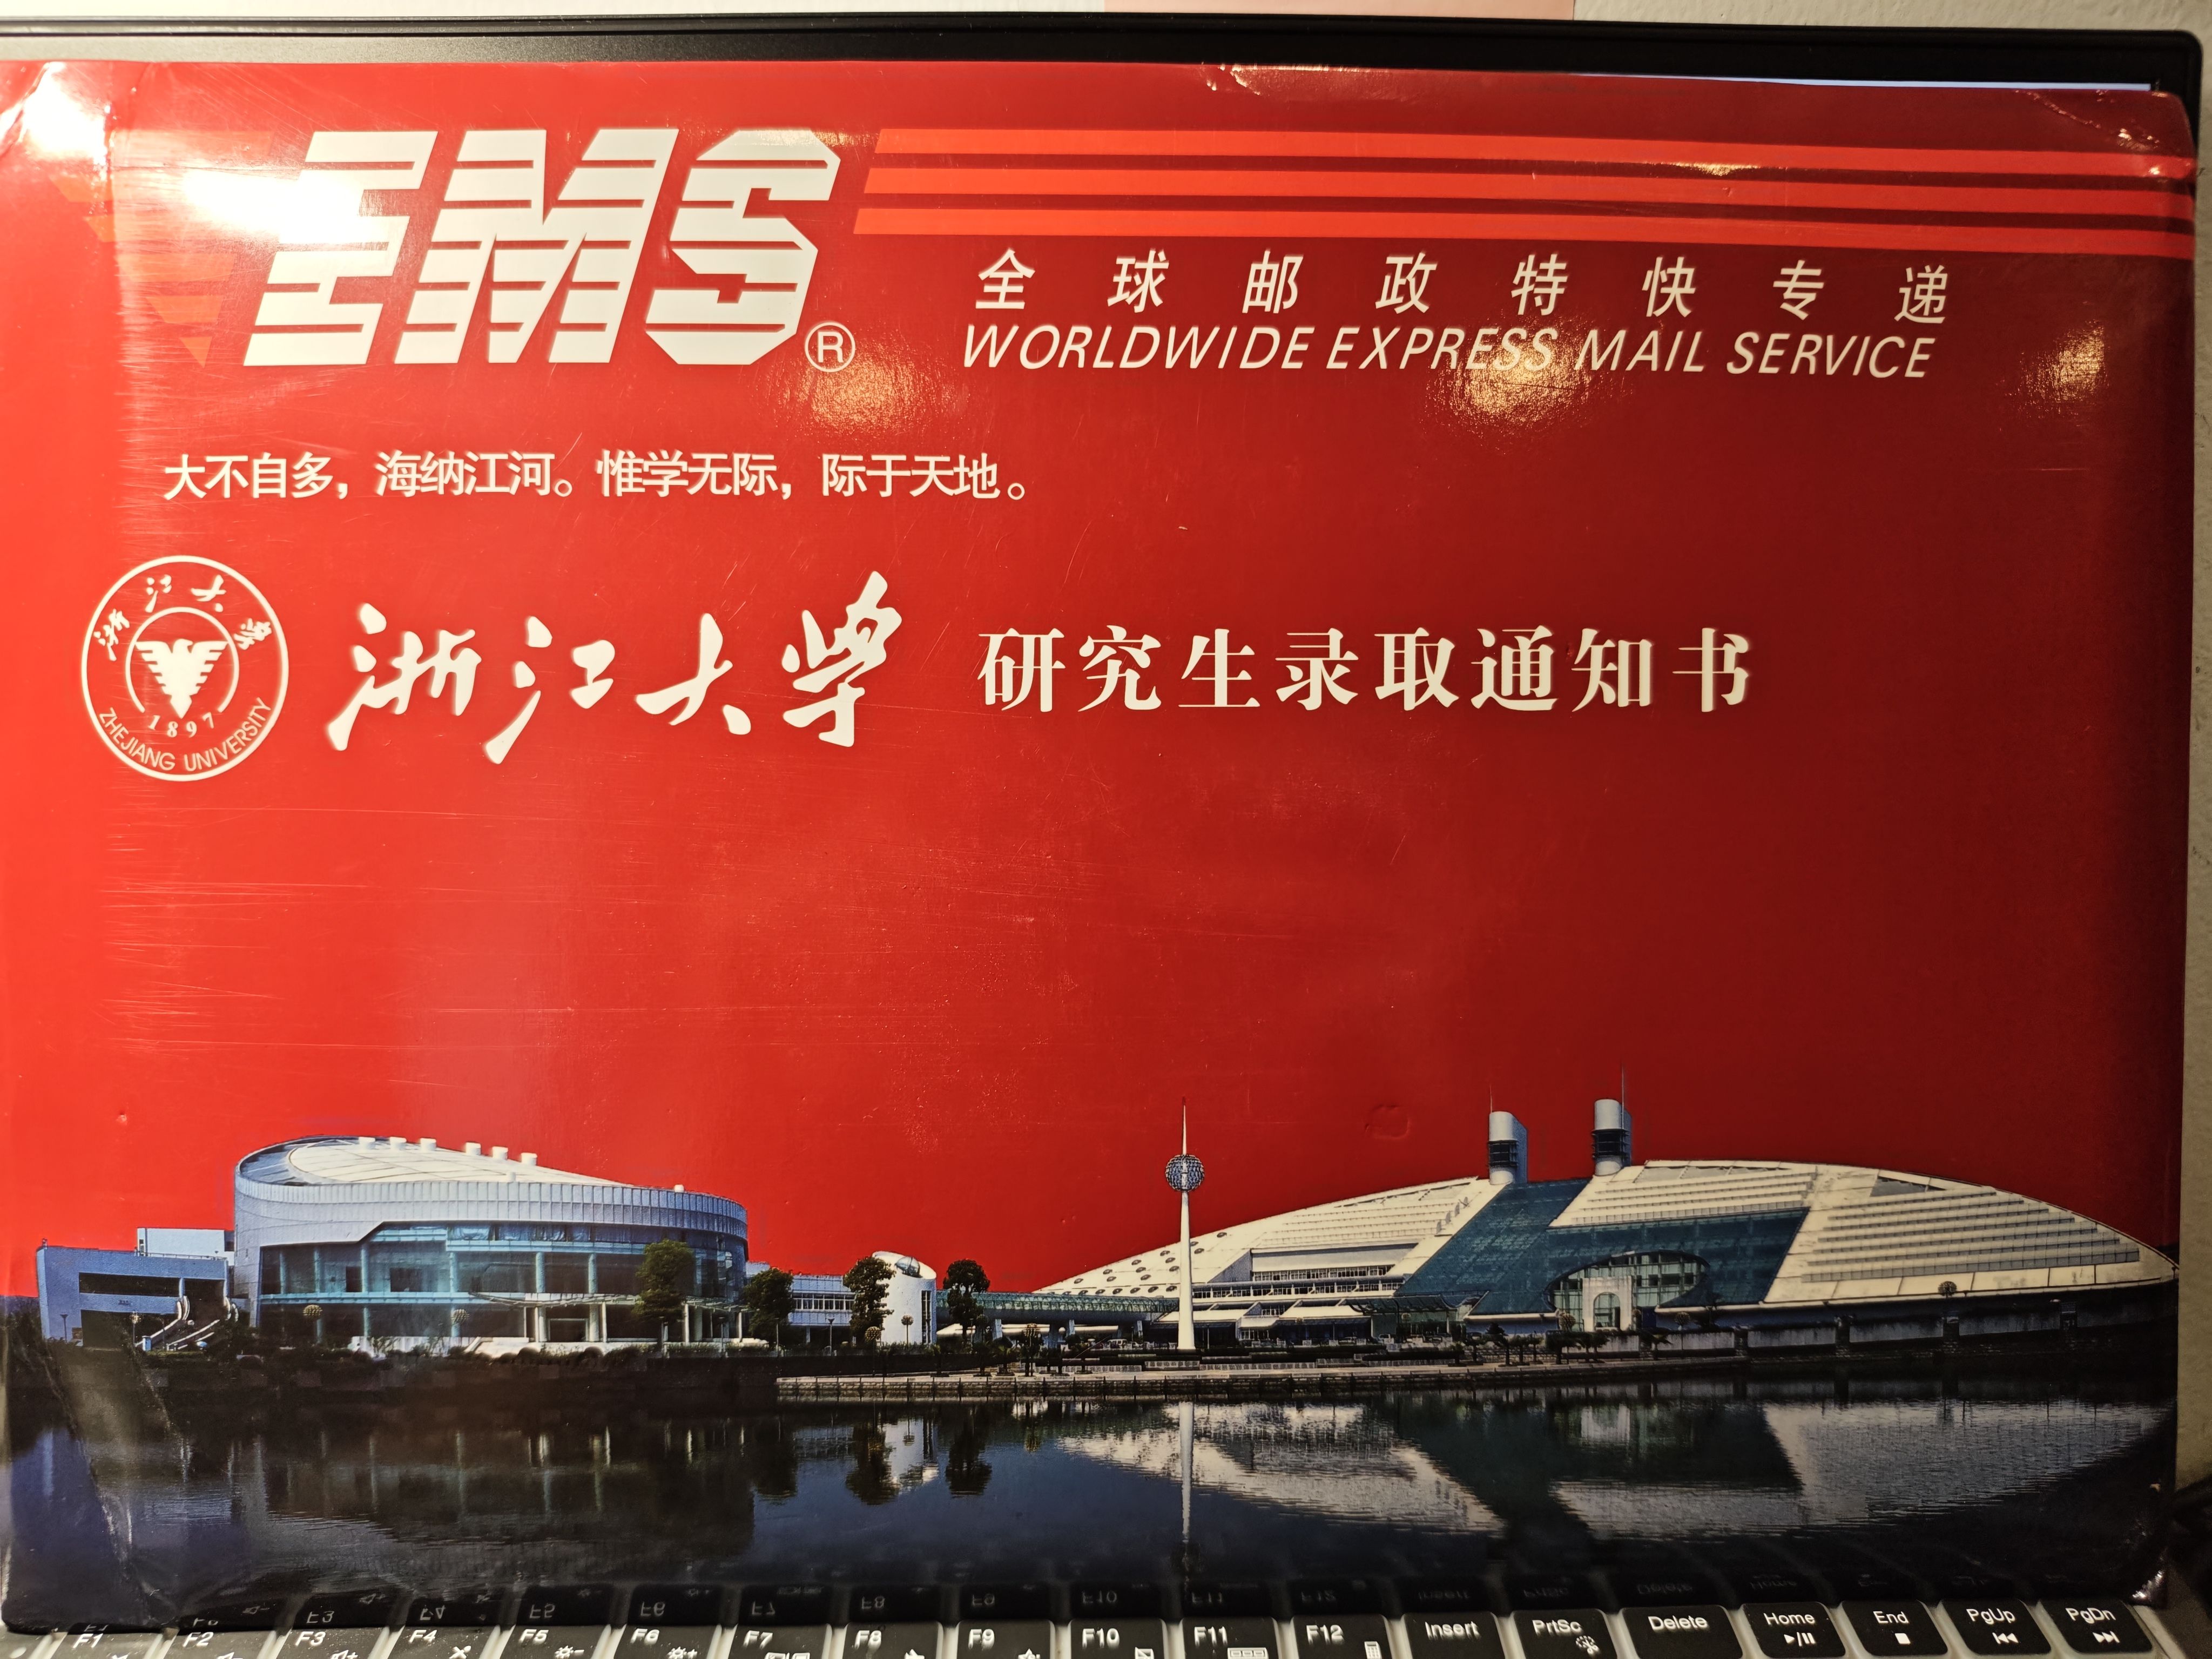 EMS®
全球邮政特快专递
WORLDWIDE EXPRESS MAIL SERVICE
大不自多，海纳江河。惟学无际，际于天地。
浙江大学
1897
ZHEJIANG UNIVERSITY
浙江大学 研究生录取通知书
F1 F2 F3 F4 F5 F6 F7 F8 F9 F10 F11 F12 Insert PrtSc Delete Home End PgUp PgDn